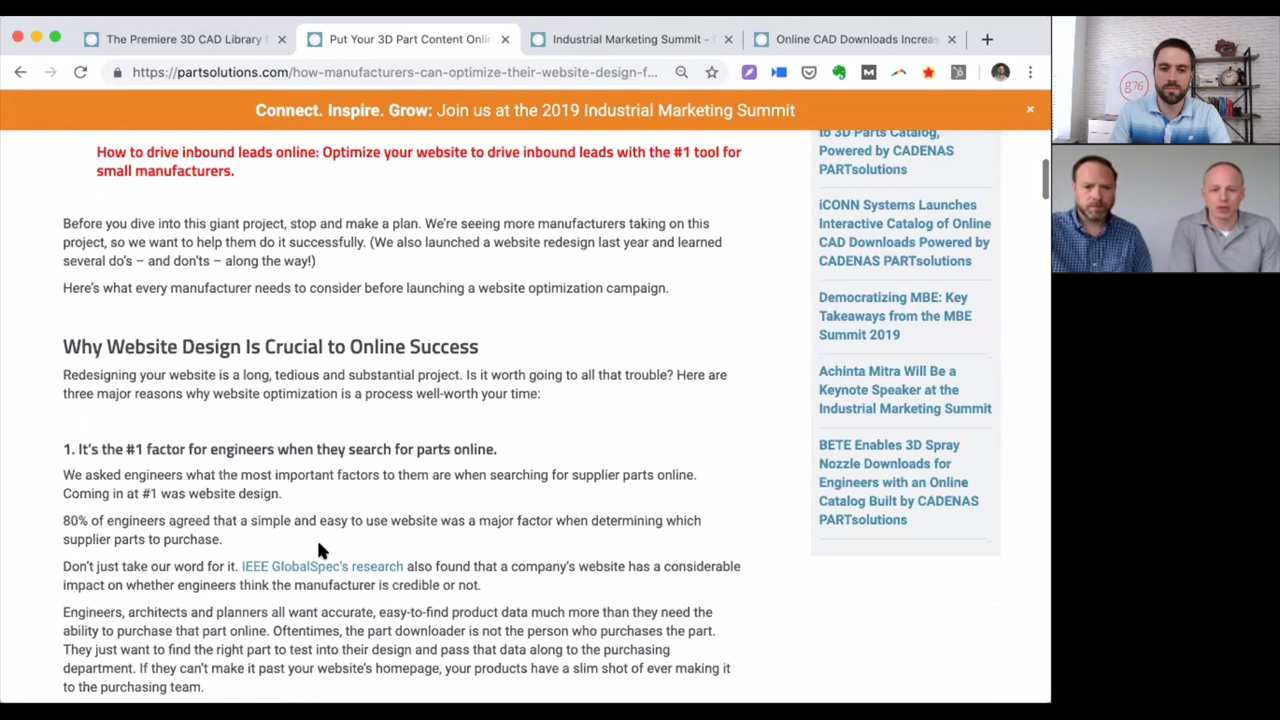 The Premiere 3D CAD Library f
Put Your 3D Part Content Onlin
Industrial Marketing Summit - 
Online CAD Downloads Increas
https://partsolutions.com/how-manufacturers-can-optimize-their-website-design-f...
Connect. Inspire. Grow: Join us at the 2019 Industrial Marketing Summit
How to drive inbound leads online: Optimize your website to drive inbound leads with the #1 tool for
small manufacturers.
Before you dive into this giant project, stop and make a plan. We're seeing more manufacturers taking on this
project, so we want to help them do it successfully. (We also launched a website redesign last year and learned
several do's – and don'ts – along the way!)
Here's what every manufacturer needs to consider before launching a website optimization campaign.
Why Website Design Is Crucial to Online Success
Redesigning your website is a long, tedious and substantial project. Is it worth going to all that trouble? Here are
three major reasons why website optimization is a process well-worth your time:
1. It's the #1 factor for engineers when they search for parts online.
We asked engineers what the most important factors to them are when searching for supplier parts online.
Coming in at #1 was website design.
80% of engineers agreed that a simple and easy to use website was a major factor when determining which
supplier parts to purchase.
Don't just take our word for it. IEEE GlobalSpec's research also found that a company's website has a considerable
impact on whether engineers think the manufacturer is credible or not.
Engineers, architects and planners all want accurate, easy-to-find product data much more than they need the
ability to purchase that part online. Oftentimes, the part downloader is not the person who purchases the part.
They just want to find the right part to test into their design and pass that data along to the purchasing
department. If they can't make it past your website's homepage, your products have a slim shot of ever making it
to the purchasing team.
to 3D Parts Catalog,
Powered by CADENAS
PARTsolutions
iCONN Systems Launches
Interactive Catalog of Online
CAD Downloads Powered by
CADENAS PARTsolutions
Democratizing MBE: Key
Takeaways from the MBE
Summit 2019
Achinta Mitra Will Be a
Keynote Speaker at the
Industrial Marketing Summit
BETE Enables 3D Spray
Nozzle Downloads for
Engineers with an Online
Catalog Built by CADENAS
PARTsolutions
g76